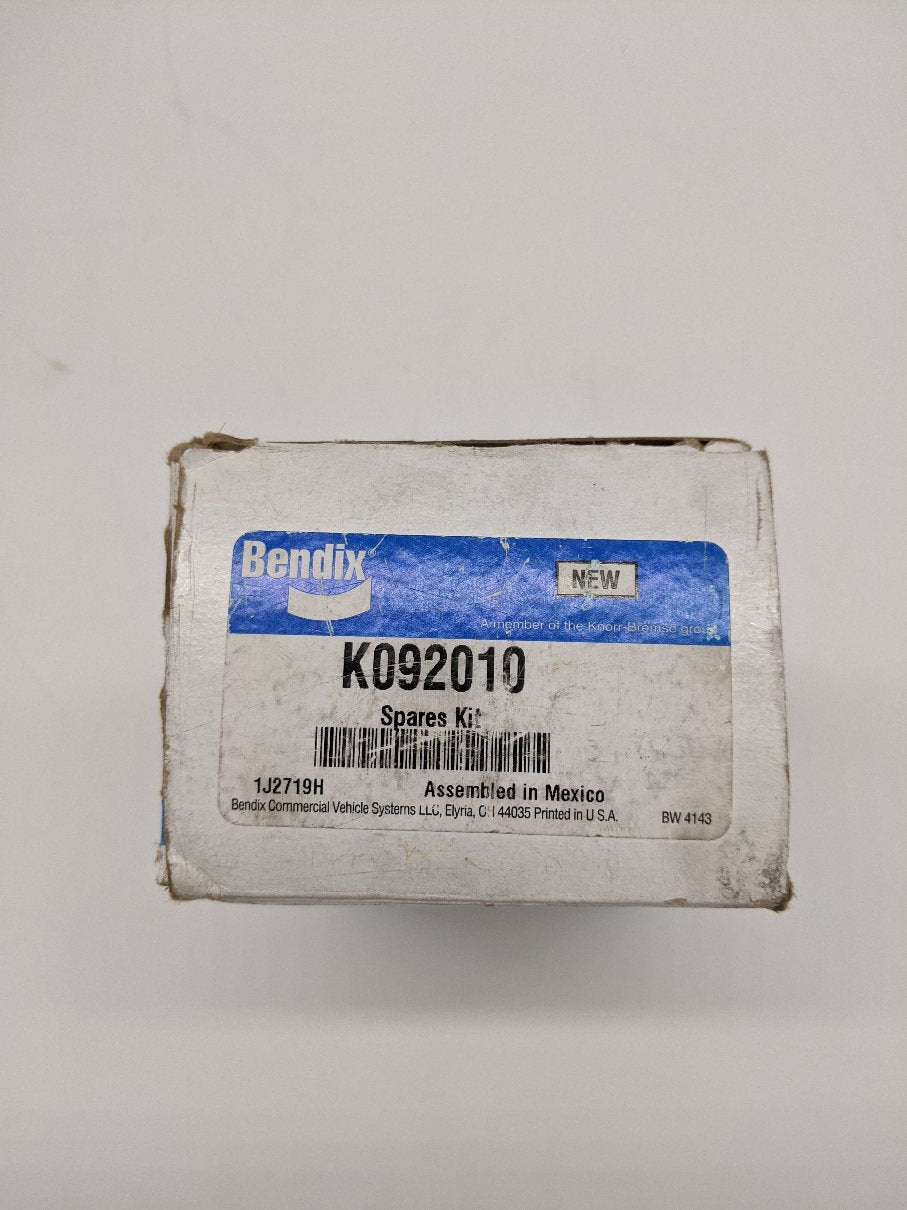 Bendix®
NEW
A member of the Knorr-Bremse group
K092010
Spares Kit
1J2719H Assembled in Mexico
Bendix Commercial Vehicle Systems LLC, Elyria, OH 44035 Printed in U.S.A. BW 4143